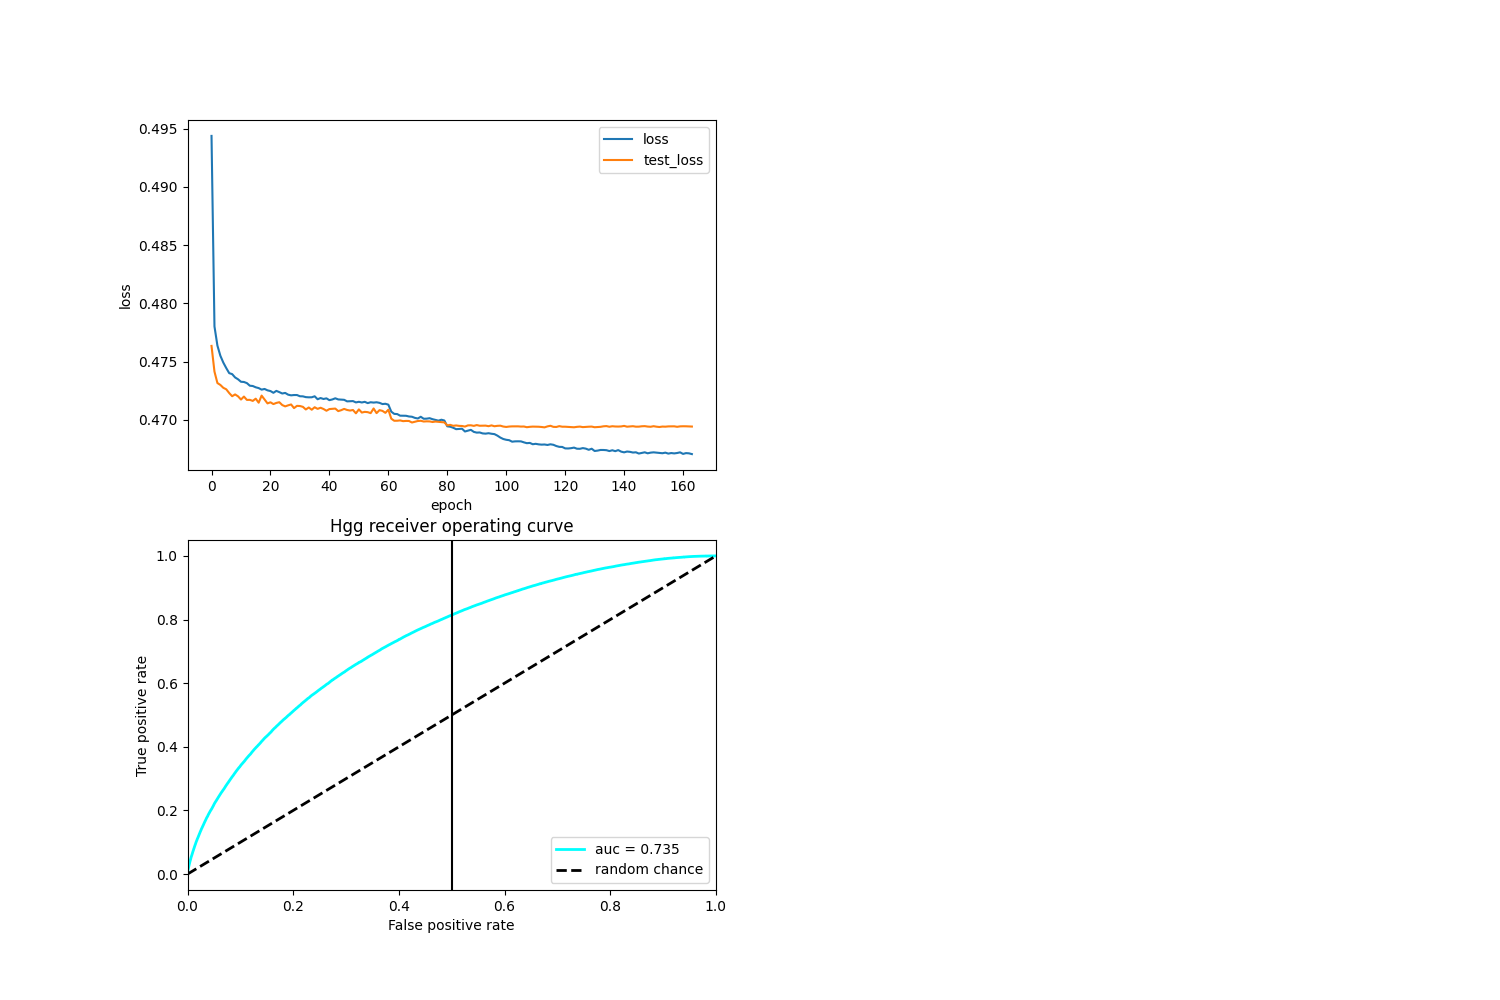 0.495
0.490
0.485
0.480
0.475
0.470
loss
loss
test_loss
0 20 40 60 80 100 120 140 160
epoch
Hgg receiver operating curve
1.0
0.8
0.6
0.4
0.2
0.0
True positive rate
auc = 0.735
random chance
0.0 0.2 0.4 0.6 0.8 1.0
False positive rate